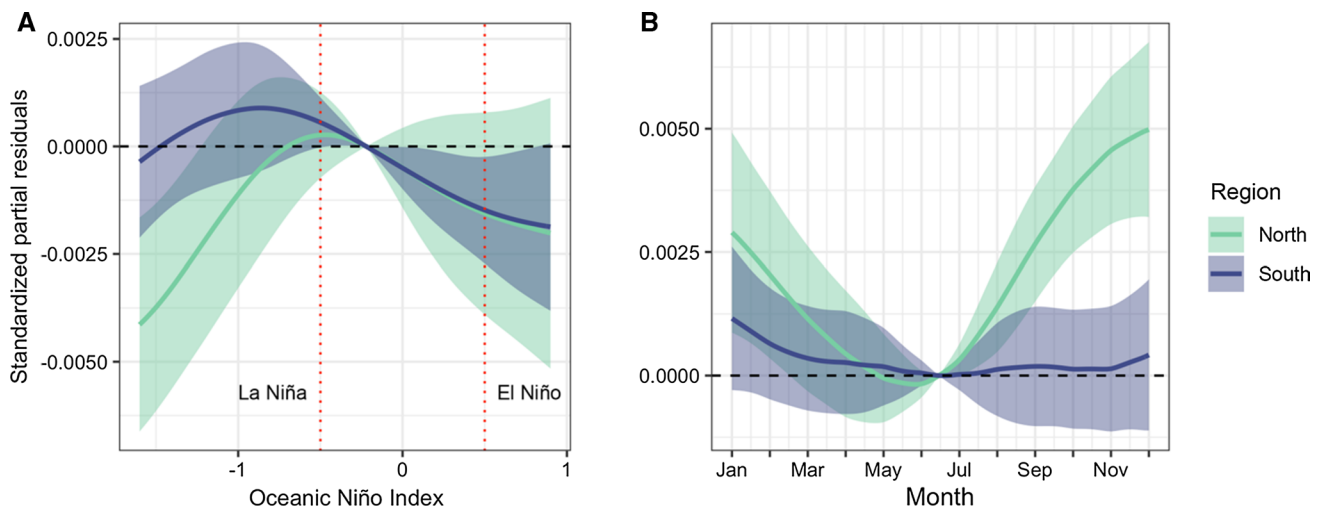 A
Standardized partial residuals
0.0025
0.0000
-0.0025
-0.0050
La Niña
El Niño
-1
0
1
Oceanic Niño Index
B
0.0050
0.0025
0.0000
Jan Mar May Jul Sep Nov
Month
Region
North
South